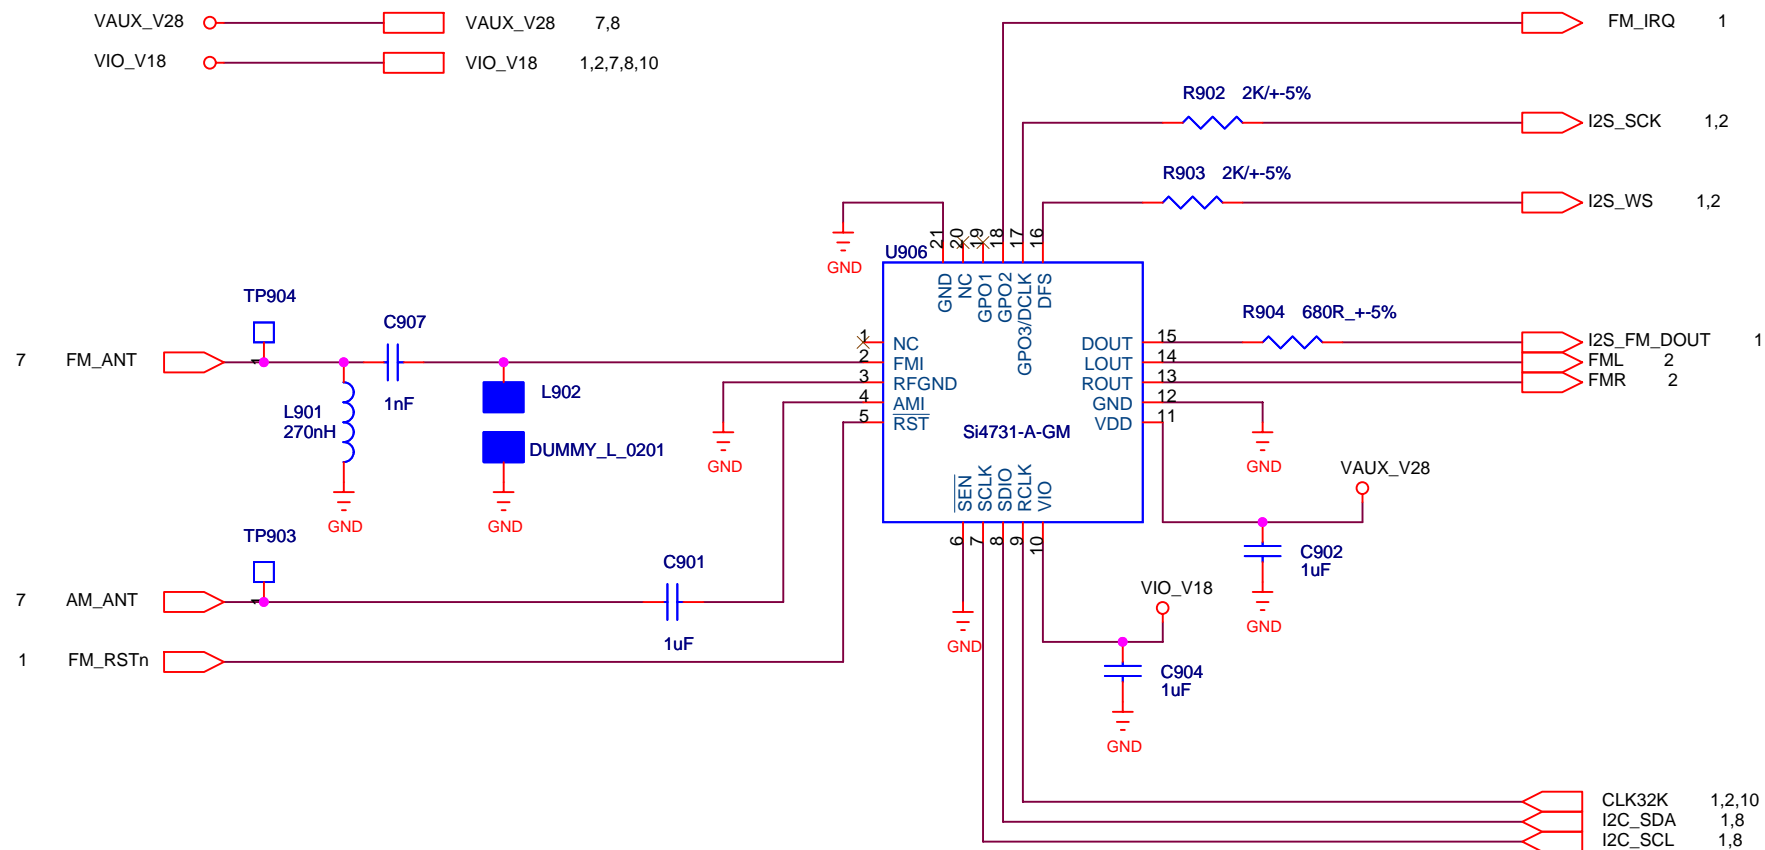 VAUX_V28 VAUX_V28 7,8
VIO_V18 VIO_V18 1,2,7,8,10
FM_IRQ 1
R902 2K/+-5%
I2S_SCK 1,2
R903 2K/+-5%
I2S_WS 1,2
GND
U906
21 20 19 18 17 16
GND NC GPO1 GPO2 GPO3/DCLK DFS
TP904
C907
1nF
7 FM_ANT
L901
270nH
GND
L902
DUMMY_L_0201
GND
GND
1 NC
2 FMI
3 RFGND
4 AMI
5 RST
Si4731-A-GM
DOUT 15
LOUT 14
ROUT 13
GND 12
VDD 11
R904 680R_+-5%
I2S_FM_DOUT 1
FML 2
FMR 2
GND
VAUX_V28
C902
1uF
GND
SEN SCLK SDIO RCLK VIO
6 7 8 9 10
GND
VIO_V18
C904
1uF
GND
TP903
7 AM_ANT
C901
1uF
1 FM_RSTn
CLK32K 1,2,10
I2C_SDA 1,8
I2C_SCL 1,8